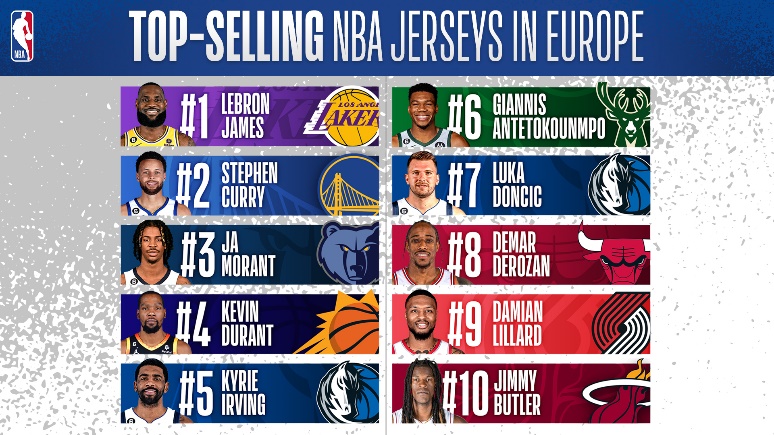 TOP-SELLING NBA JERSEYS IN EUROPE
NBA
#1 LEBRON
JAMES
LOS ANGE
LAKER
#2 STEPHEN
CURRY
#3 JA
MORANT
#4 KEVIN
DURANT
#5 KYRIE
IRVING
#6 GIANNIS
ANTETOKOUNMPO
#7 LUKA
DONCIC
#8 DEMAR
DEROZAN
#9 DAMIAN
LILLARD
#10 JIMMY
BUTLER